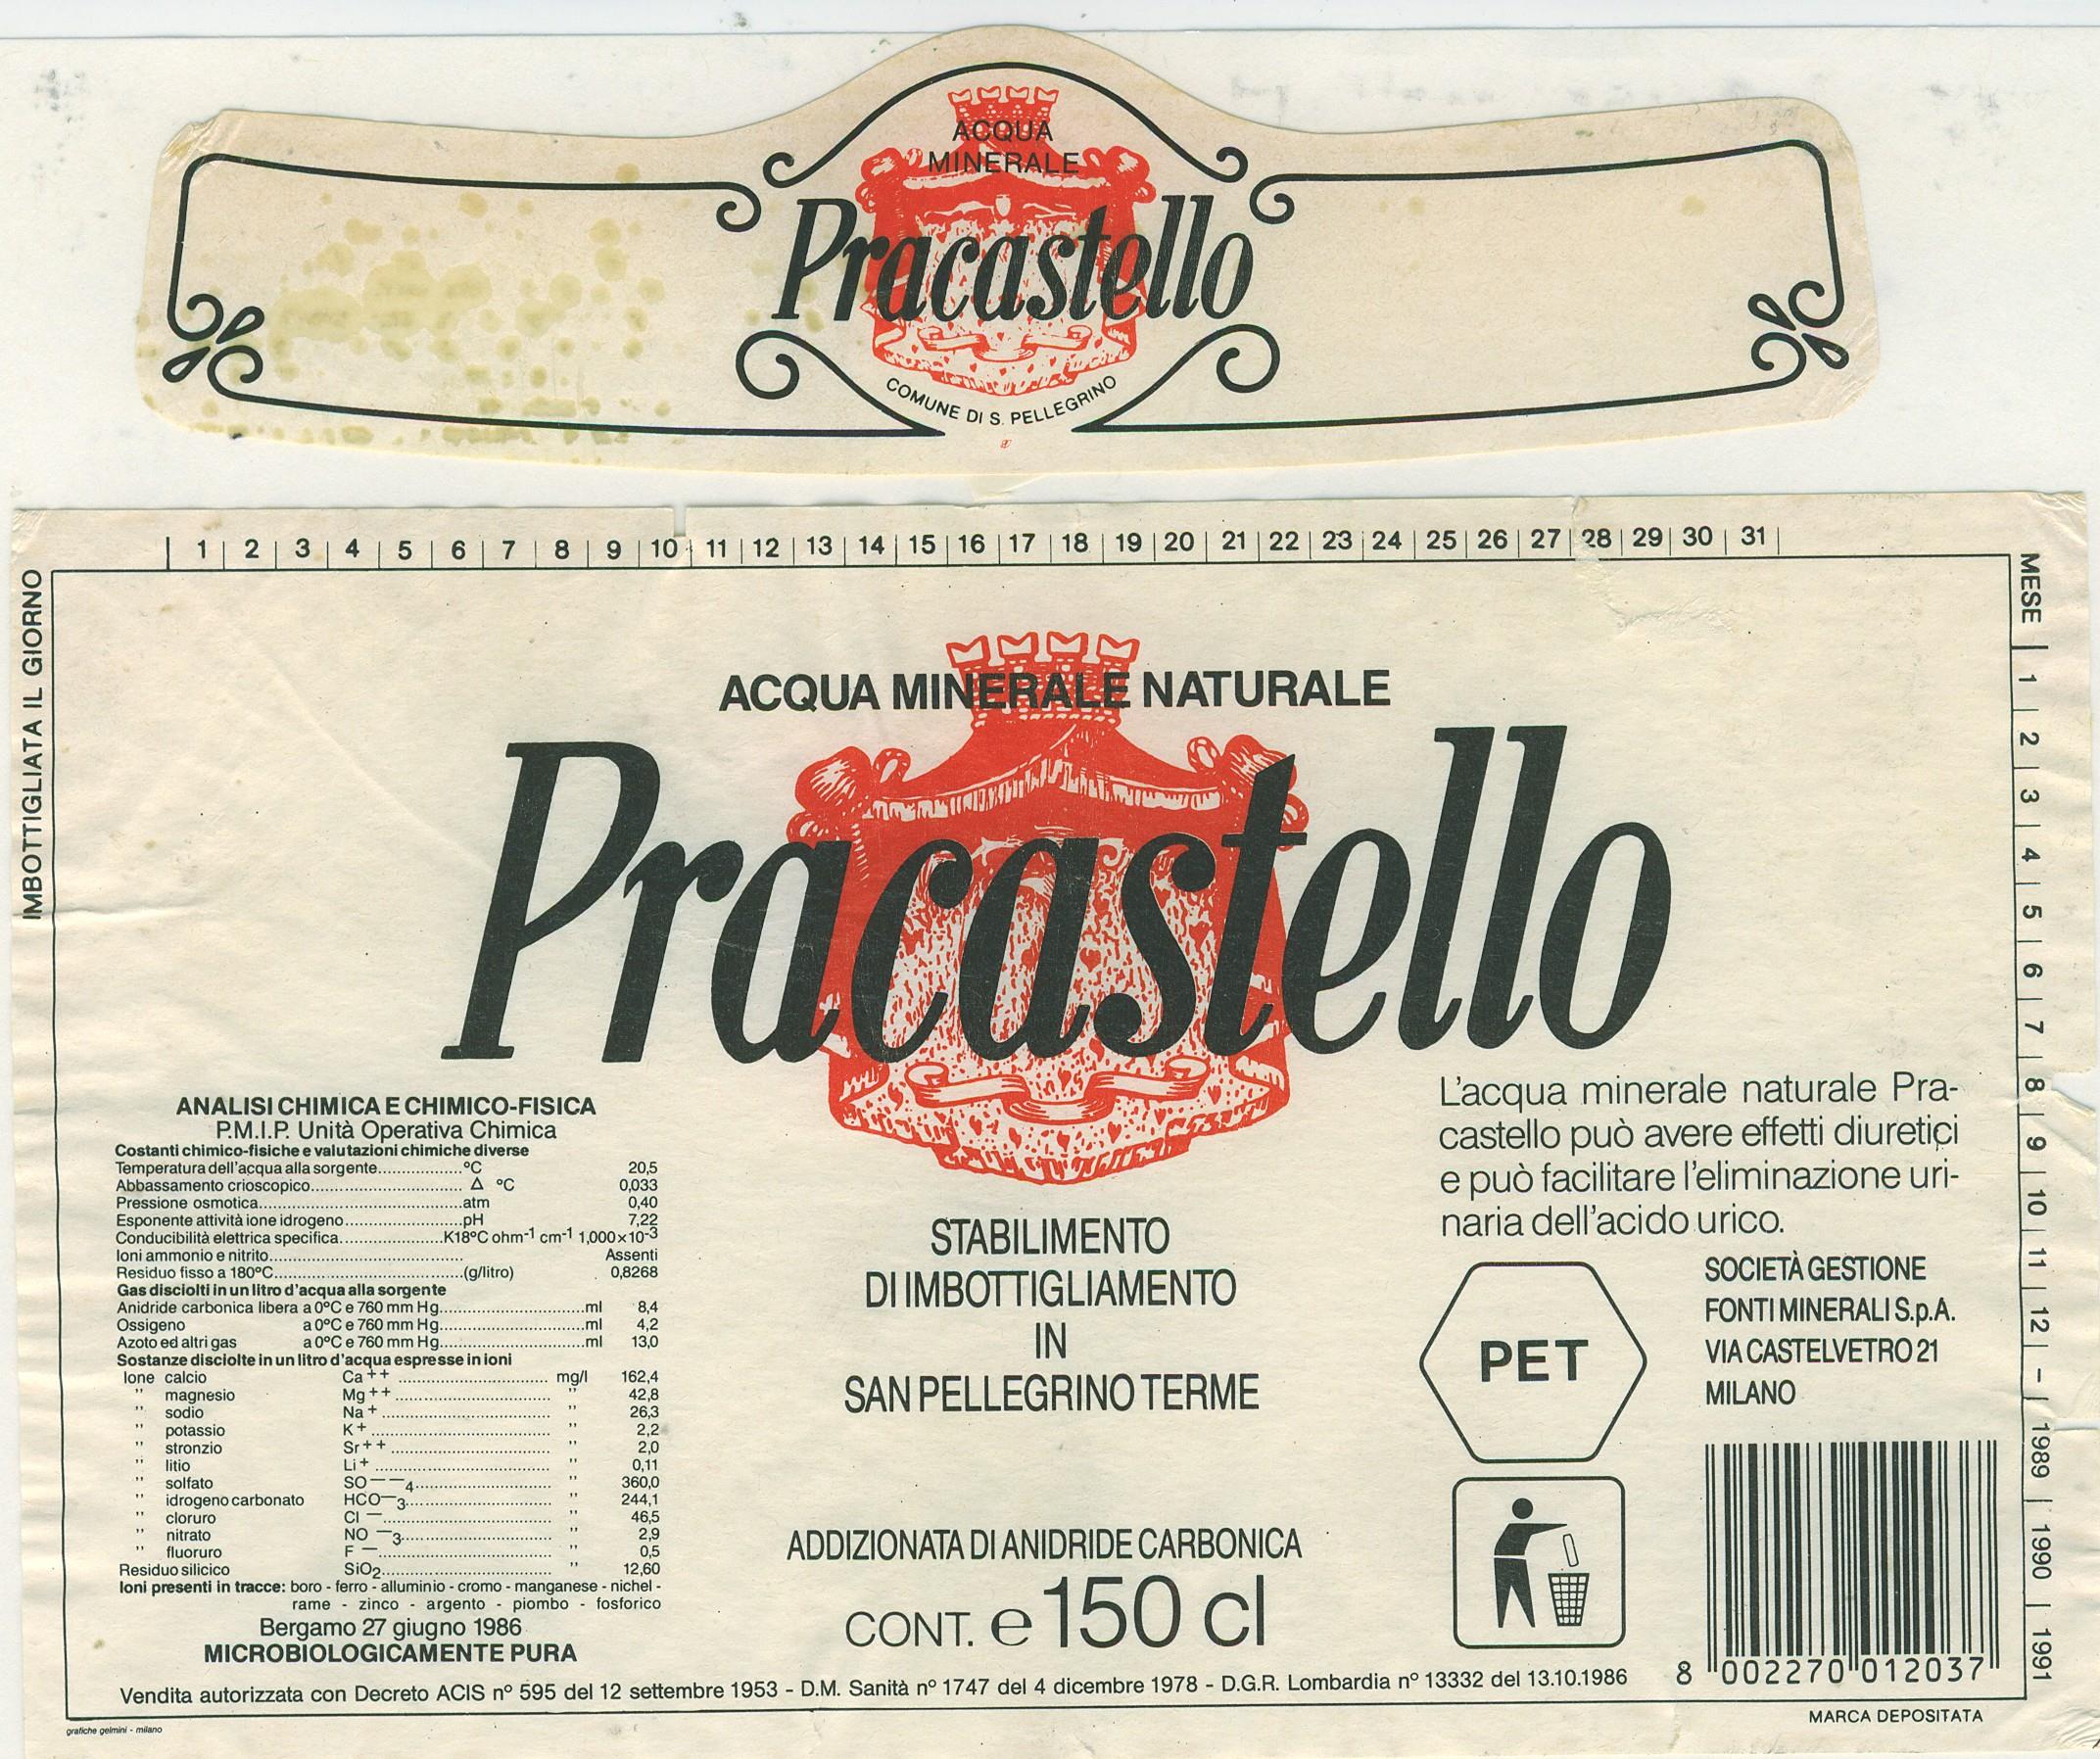 ACQUA
MINERALE
Pracastello
COMUNE DI S. PELLEGRINO
1 | 2 | 3 | 4 | 5 | 6 | 7 | 8 | 9 | 10 | 11 | 12 | 13 | 14 | 15 | 16 | 17 | 18 | 19 | 20 | 21 | 22 | 23 | 24 | 25 | 26 | 27 | 28 | 29 | 30 | 31 |
IMBOTTIGLIATA IL GIORNO
MESE | 1 | 2 | 3 | 4 | 5 | 6 | 7 | 8 | 9 | 10 | 11 | 12 | - | 1989 | 1990 | 1991
ACQUA MINERALE NATURALE
Pracastello
ANALISI CHIMICA E CHIMICO-FISICA
P.M.I.P. Unità Operativa Chimica
Costanti chimico-fisiche e valutazioni chimiche diverse
Temperatura dell'acqua alla sorgente.................°C 20,5
Abbassamento crioscopico.............................. Δ °C 0,033
Pressione osmotica.........................................atm 0,40
Esponente attività ione idrogeno.......................pH 7,22
Conducibilità elettrica specifica....................K18°C ohm-1 cm-1 1,000×10-3
Ioni ammonio e nitrito....................................... Assenti
Residuo fisso a 180°C......................................(g/litro) 0,8268
Gas disciolti in un litro d'acqua alla sorgente
Anidride carbonica libera a 0°C e 760 mm Hg.............................ml 8,4
Ossigeno a 0°C e 760 mm Hg.............................ml 4,2
Azoto ed altri gas a 0°C e 760 mm Hg.............................ml 13,0
Sostanze disciolte in un litro d'acqua espresse in ioni
Ione calcio Ca++ .............................. mg/l 162,4
" magnesio Mg++ .............................. " 42,8
" sodio Na+ .............................. " 26,3
" potassio K+ .............................. " 2,2
" stronzio Sr++ .............................. " 2,0
" litio Li+ .............................. " 0,11
" solfato SO——4.............................. " 360,0
" idrogeno carbonato HCO—3.............................. " 244,1
" cloruro Cl —.............................. " 46,5
" nitrato NO —3.............................. " 2,9
" fluoruro F —.............................. " 0,5
Residuo silicico SiO2.............................. " 12,60
Ioni presenti in tracce: boro - ferro - alluminio - cromo - manganese - nichel -
rame - zinco - argento - piombo - fosforico
Bergamo 27 giugno 1986
MICROBIOLOGICAMENTE PURA
STABILIMENTO
DI IMBOTTIGLIAMENTO
IN
SAN PELLEGRINO TERME
ADDIZIONATA DI ANIDRIDE CARBONICA
CONT. e 150 cl
L'acqua minerale naturale Pra-
castello può avere effetti diuretici
e può facilitare l'eliminazione uri-
naria dell'acido urico.
PET
SOCIETÀ GESTIONE
FONTI MINERALI S.p.A.
VIA CASTELVETRO 21
MILANO
8 002270 012037
Vendita autorizzata con Decreto ACIS n° 595 del 12 settembre 1953 - D.M. Sanità n° 1747 del 4 dicembre 1978 - D.G.R. Lombardia n° 13332 del 13.10.1986
grafiche gelmini - milano
MARCA DEPOSITATA